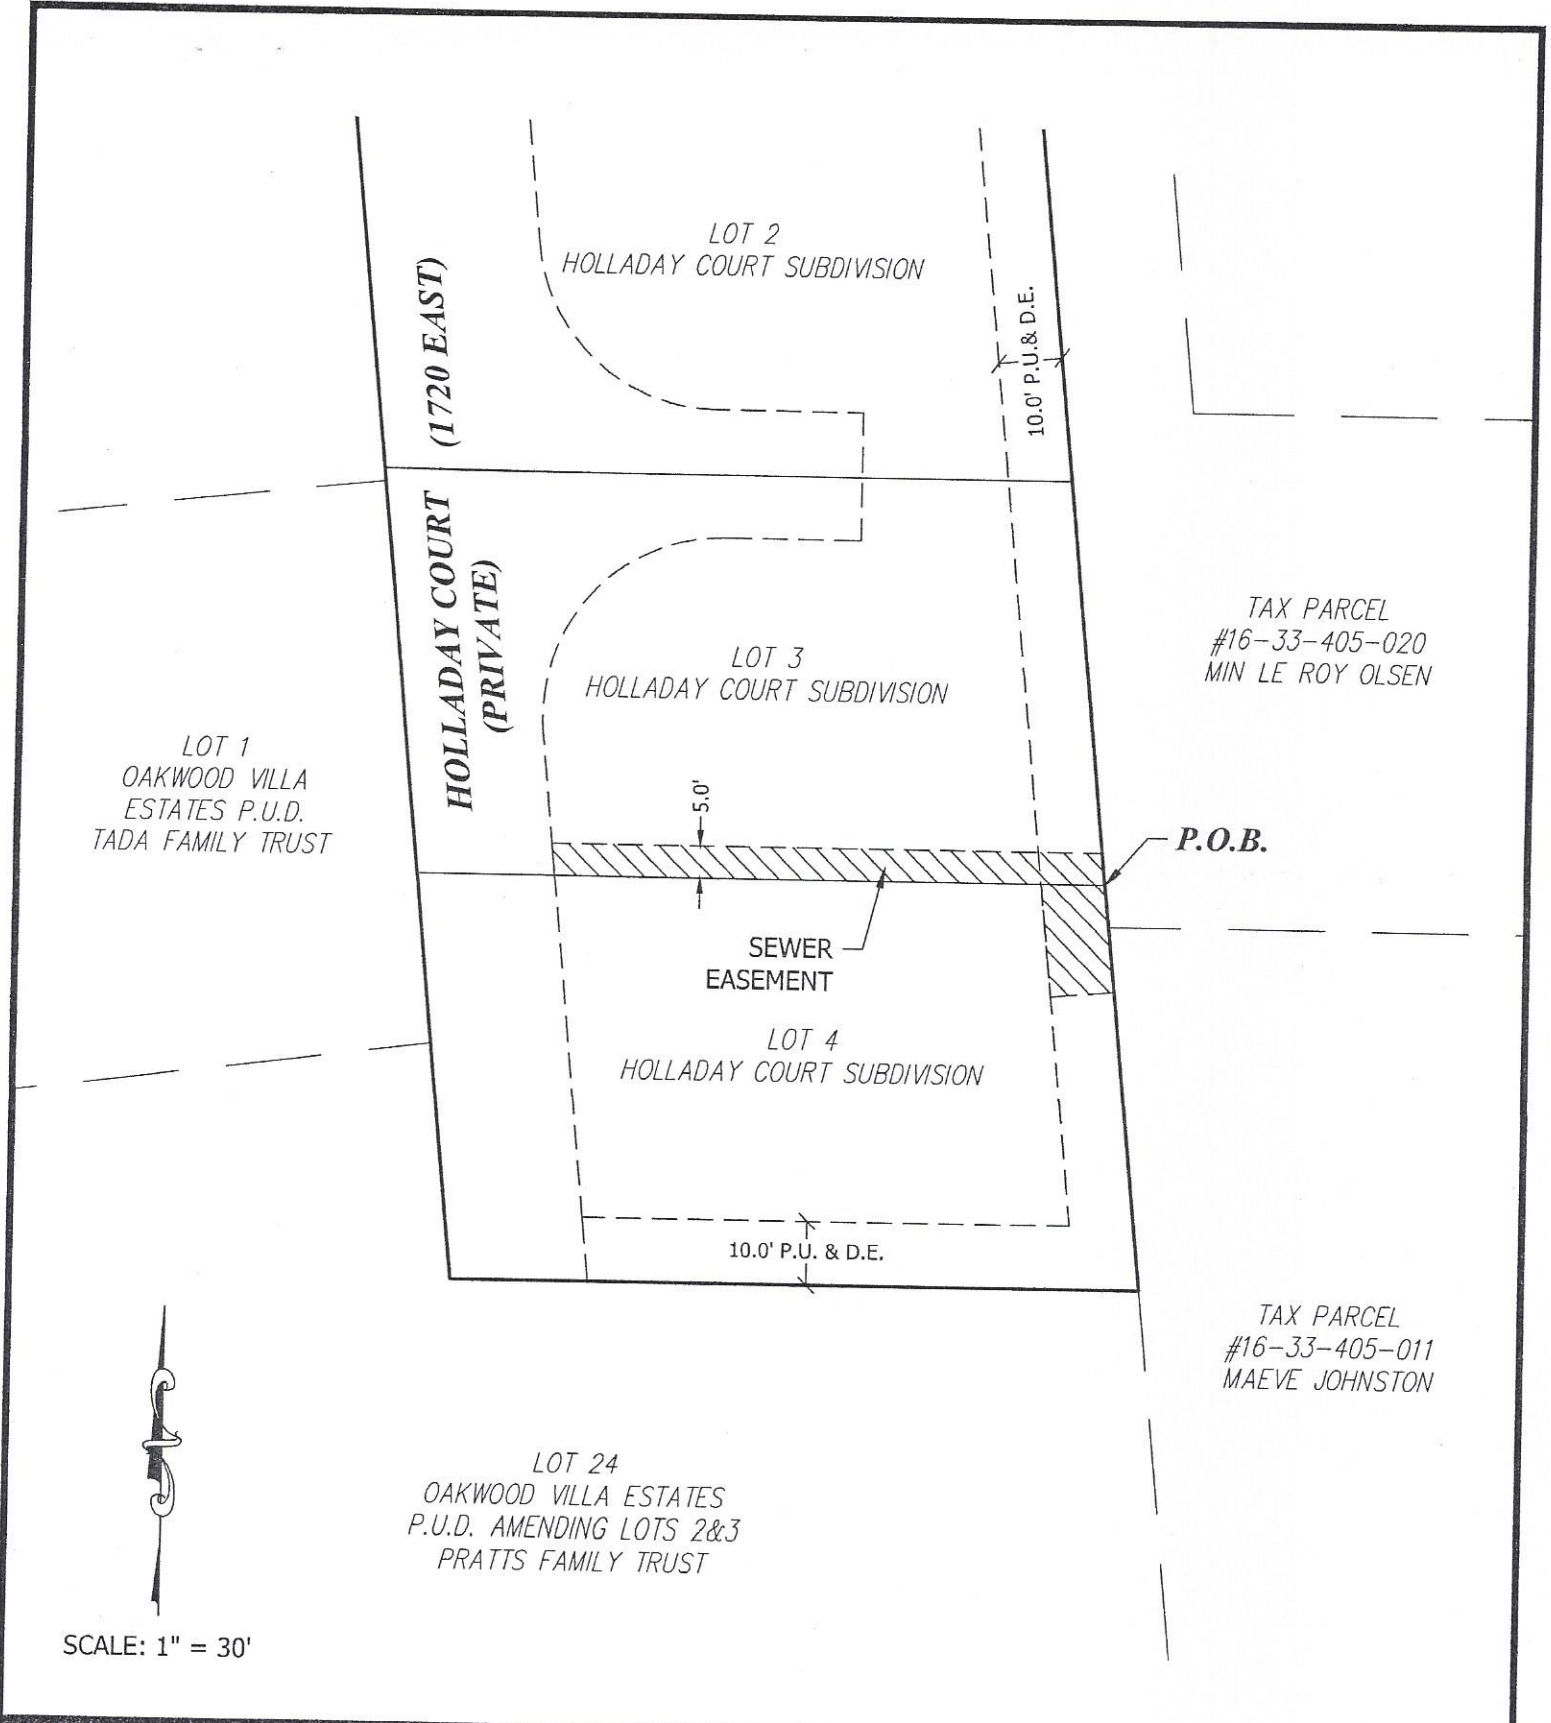 LOT 2
HOLLADAY COURT SUBDIVISION
(1720 EAST)
10.0' P.U.& D.E.
HOLLADAY COURT
(PRIVATE)
TAX PARCEL
#16-33-405-020
MIN LE ROY OLSEN
LOT 3
HOLLADAY COURT SUBDIVISION
LOT 1
OAKWOOD VILLA
ESTATES P.U.D.
TADA FAMILY TRUST
5.0'
P.O.B.
SEWER
EASEMENT
LOT 4
HOLLADAY COURT SUBDIVISION
10.0' P.U. & D.E.
TAX PARCEL
#16-33-405-011
MAEVE JOHNSTON
LOT 24
OAKWOOD VILLA ESTATES
P.U.D. AMENDING LOTS 2&3
PRATTS FAMILY TRUST
SCALE: 1" = 30'